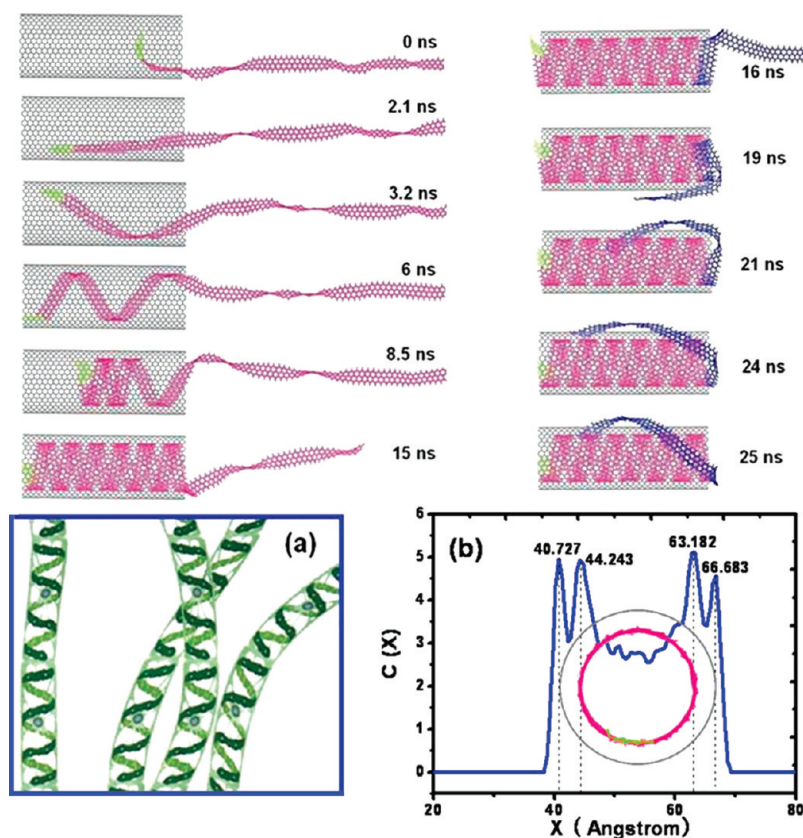 0 ns
2.1 ns
3.2 ns
6 ns
8.5 ns
15 ns
16 ns
19 ns
21 ns
24 ns
25 ns
(a)
(b)
6
5
4
3
2
1
0
C (X)
40.727
44.243
63.182
66.683
20 40 60 80
X ( Angstrom )